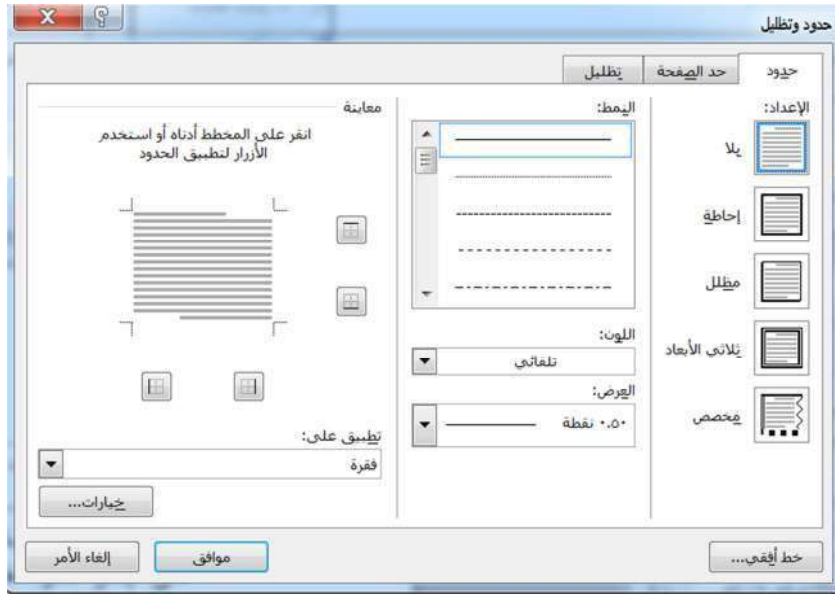 حدود وتظليل
حدود
حد الصفحة
تظليل
الإعداد:
بلا
إحاطة
مظلل
ثلاثي الأبعاد
مخصص
النمط:
اللون:
تلقائي
العرض:
٠.٥٠ نقطة
معاينة
انقر على المخطط أدناه أو استخدم
الأزرار لتطبيق الحدود
تطبيق على:
فقرة
خيارات...
خط أفقي...
موافق
إلغاء الأمر